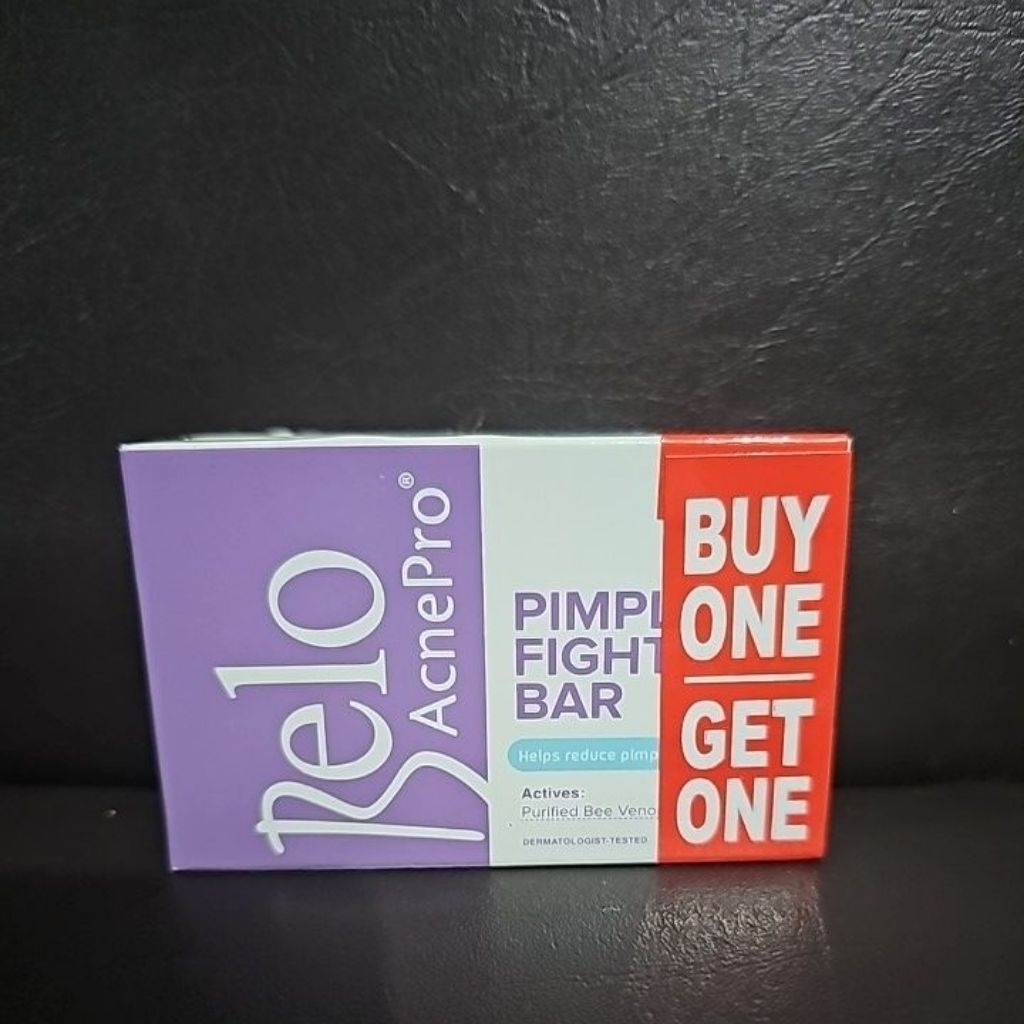 Belo
AcnePro®
PIMPL
FIGHT
BAR
Helps reduce pimp
Actives:
Purified Bee Veno
DERMATOLOGIST-TESTED
BUY
ONE
GET
ONE